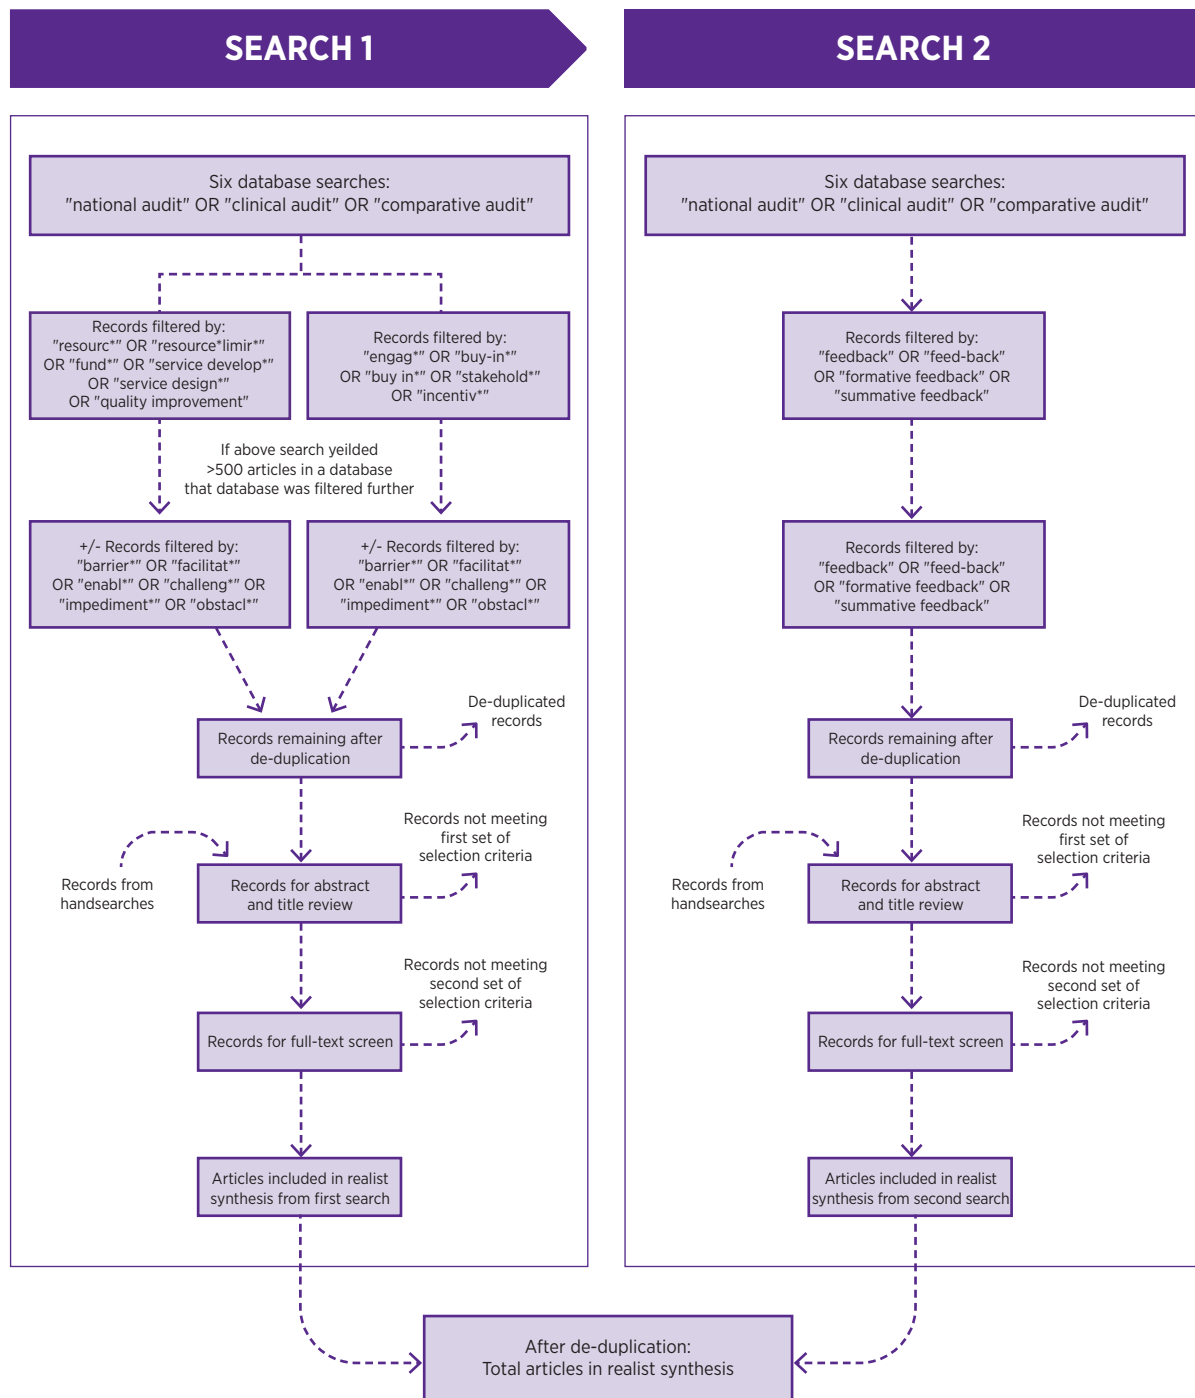 SEARCH 1
Six database searches:
"national audit" OR "clinical audit" OR "comparative audit"
Records filtered by:
"resourc*" OR "resource*limir*"
OR "fund*" OR "service develop*"
OR "service design*"
OR "quality improvement"
Records filtered by:
"engag*" OR "buy-in*"
OR "buy in*" OR "stakehold*"
OR "incentiv*"
If above search yeilded
>500 articles in a database
that database was filtered further
+/- Records filtered by:
"barrier*" OR "facilitat*"
OR "enabl*" OR "challeng*" OR
"impediment*" OR "obstacl*"
+/- Records filtered by:
"barrier*" OR "facilitat*"
OR "enabl*" OR "challeng*" OR
"impediment*" OR "obstacl*"
De-duplicated
records
Records remaining after
de-duplication
Records not meeting
first set of
selection criteria
Records from
handsearches
Records for abstract
and title review
Records not meeting
second set of
selection criteria
Records for full-text screen
Articles included in realist
synthesis from first search
SEARCH 2
Six database searches:
"national audit" OR "clinical audit" OR "comparative audit"
Records filtered by:
"feedback" OR "feed-back"
OR "formative feedback" OR
"summative feedback"
Records filtered by:
"feedback" OR "feed-back"
OR "formative feedback" OR
"summative feedback"
De-duplicated
records
Records remaining after
de-duplication
Records not meeting
first set of
selection criteria
Records from
handsearches
Records for abstract
and title review
Records not meeting
second set of
selection criteria
Records for full-text screen
Articles included in realist
synthesis from second search
After de-duplication:
Total articles in realist synthesis